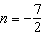 n = -7/2